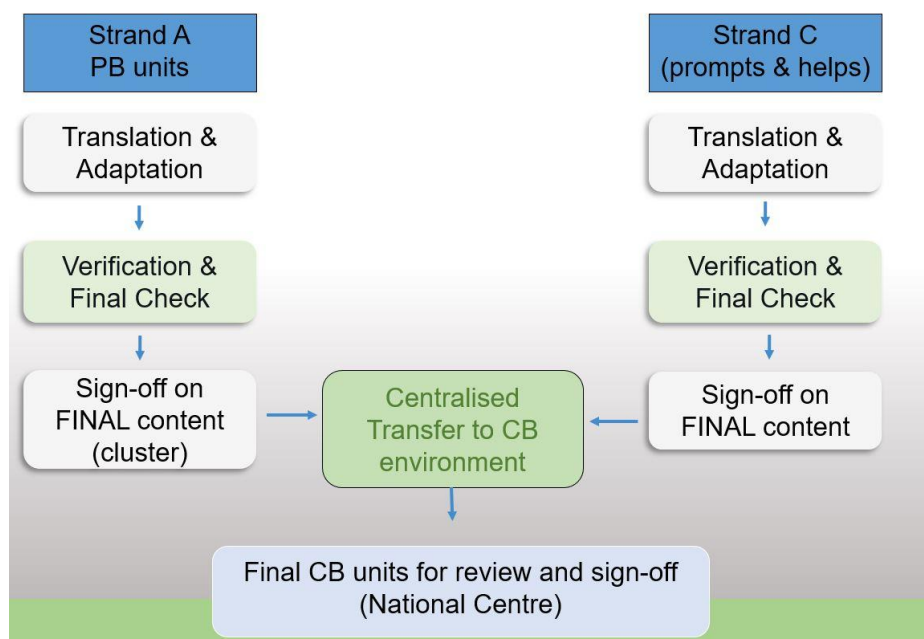 Strand A
PB units
Strand C
(prompts & helps)
Translation &
Adaptation
Translation &
Adaptation
Verification &
Final Check
Verification &
Final Check
Sign-off on
FINAL content
(cluster)
Centralised
Transfer to CB
environment
Sign-off on
FINAL content
Final CB units for review and sign-off
(National Centre)